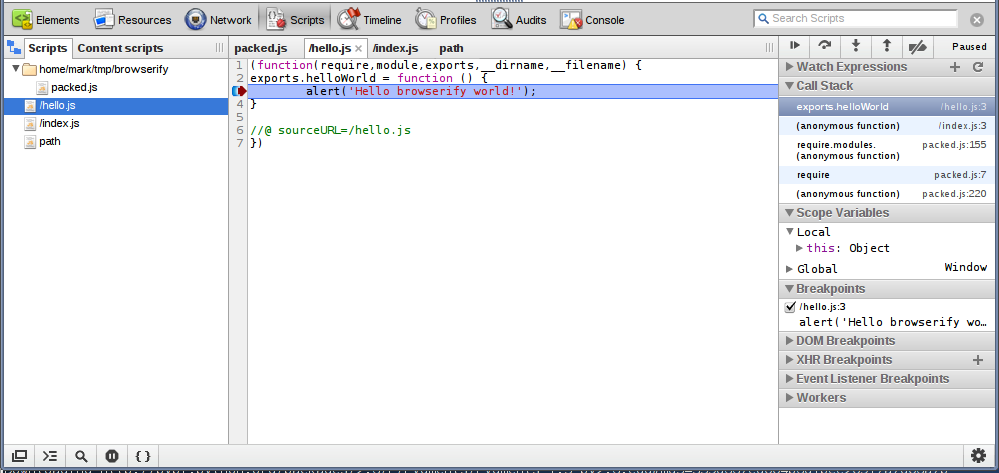 Elements Resources Network Scripts Timeline Profiles Audits Console Search Scripts
Scripts Content scripts
home/mark/tmp/browserify
packed.js
/hello.js
/index.js
path
packed.js /hello.js /index.js path
1 (function(require,module,exports,__dirname,__filename) {
2 exports.helloWorld = function () {
alert('Hello browserify world!');
4 }
5
6 //@ sourceURL=/hello.js
7 })
Paused
Watch Expressions
Call Stack
exports.helloWorld /hello.js:3
(anonymous function) /index.js:3
require.modules. packed.js:155
(anonymous function)
require packed.js:7
(anonymous function) packed.js:220
Scope Variables
Local
this: Object
Global Window
Breakpoints
/hello.js:3
alert('Hello browserify wo…
DOM Breakpoints
XHR Breakpoints
Event Listener Breakpoints
Workers